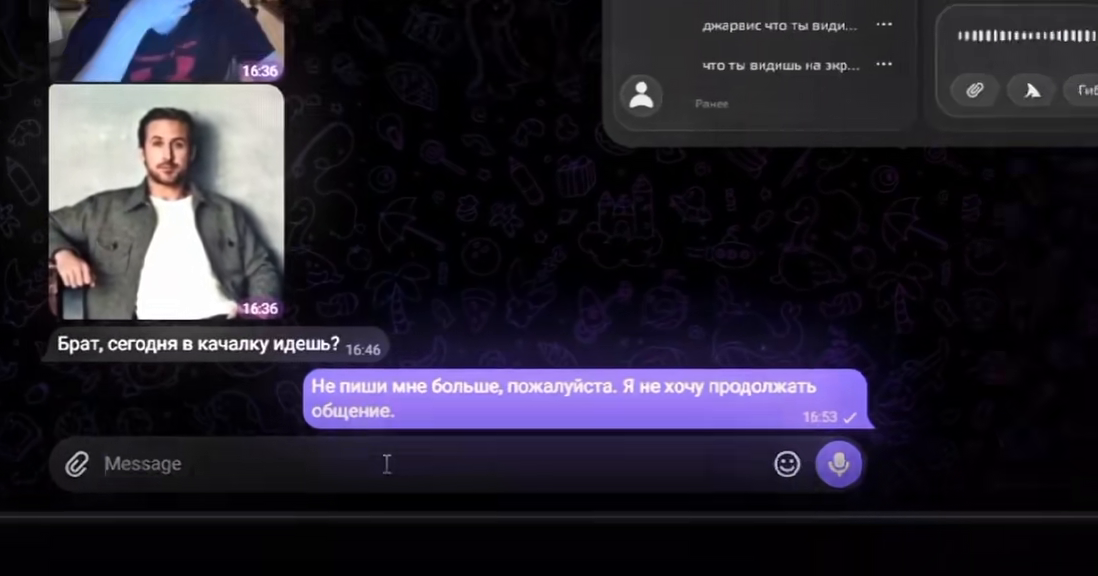 джарвис что ты види...
что ты видишь на экр...
Ранее
16:36
16:36
Брат, сегодня в качалку идешь? 16:46
Не пиши мне больше, пожалуйста. Я не хочу продолжать
общение.
16:53
Message